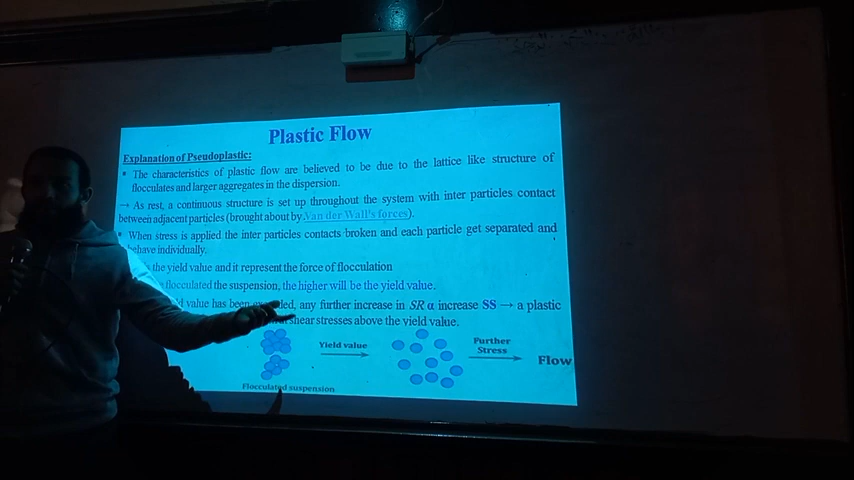 Plastic Flow
Explanation of Pseudoplastic:
▪ The characteristics of plastic flow are believed to be due to the lattice like structure of
flocculates and larger aggregates in the dispersion.
→ As rest, a continuous structure is set up throughout the system with inter particles contact
between adjacent particles (brought about by Van der Wall's forces).
▪ When stress is applied the inter particles contacts broken and each particle get separated and
behave individually.
the yield value and it represent the force of flocculation
flocculated the suspension, the higher will be the yield value.
value has been any further increase in SR α increase SS → a plastic
shear stresses above the yield value.
Yield value
Further
Stress
Flow
Flocculated suspension